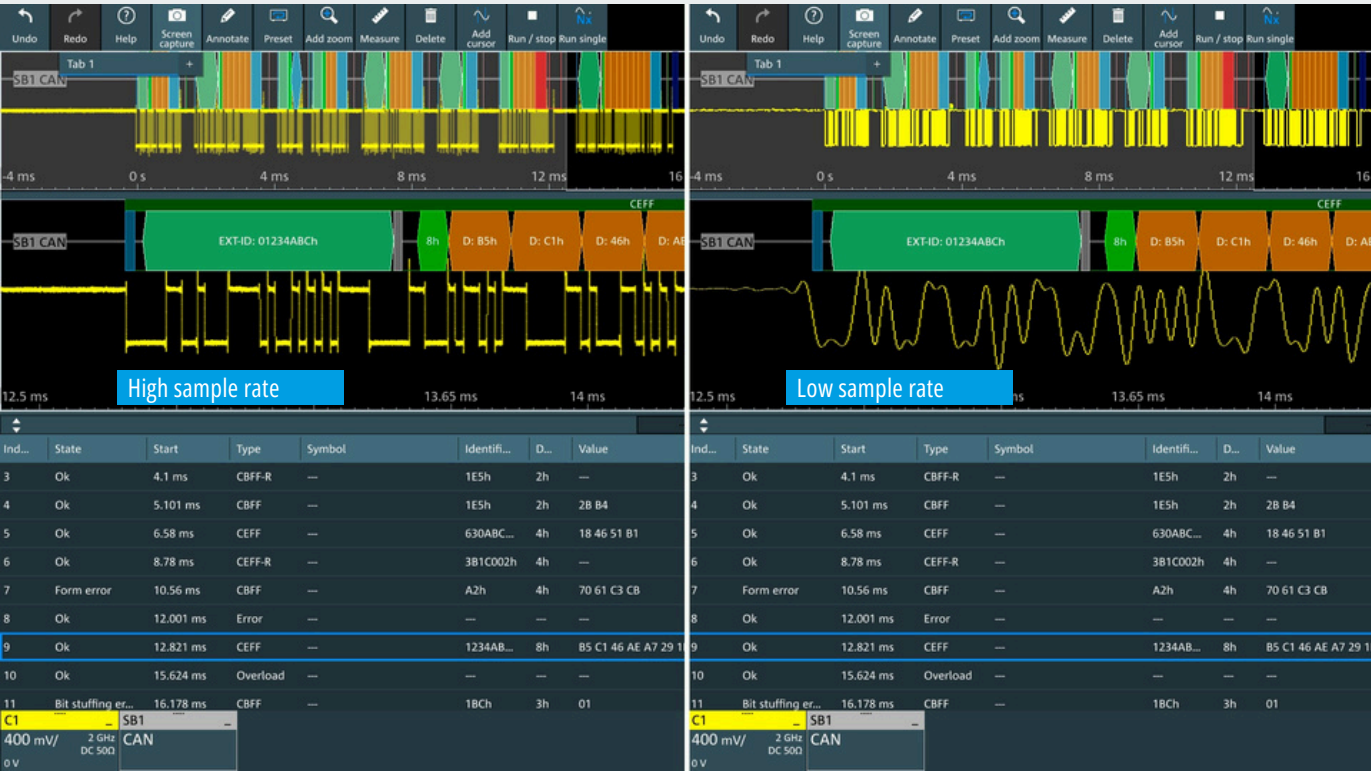 Undo Redo Help Screen capture Annotate Preset Add zoom Measure Delete Add cursor Run / stop Run single
Nx
Tab 1 +
SB1 CAN
-4 ms 0 s 4 ms 8 ms 12 ms 16
CEFF
SB1 CAN EXT-ID: 01234ABCh 8h D: B5h D: C1h D: 46h
High sample rate
12.5 ms 13.65 ms 14 ms
Ind... State Start Type Symbol Identifi... D... Value
3 Ok 4.1 ms CBFF-R --- 1E5h 2h ---
4 Ok 5.101 ms CBFF --- 1E5h 2h 2B B4
5 Ok 6.58 ms CEFF --- 630ABC... 4h 18 46 51 B1
6 Ok 8.78 ms CEFF-R --- 3B1C002h 4h ---
7 Form error 10.56 ms CBFF --- A2h 4h 70 61 C3 CB
8 Ok 12.001 ms Error --- --- --- ---
9 Ok 12.821 ms CEFF --- 1234AB... 8h B5 C1 46 AE A7 29
10 Ok 15.624 ms Overload --- --- --- ---
11 Bit stuffing er... 16.178 ms CBFF --- 1BCh 3h 01
C1 SB1
400 mV/ 2 GHz CAN
DC 50Ω
0 V
Undo Redo Help Screen capture Annotate Preset Add zoom Measure Delete Add cursor Run / stop Run single
Nx
Tab 1 +
SB1 CAN
-4 ms 0 s 4 ms 8 ms 12 ms 16
CEFF
SB1 CAN EXT-ID: 01234ABCh 8h D: B5h D: C1h D: 46h
Low sample rate
12.5 ms 13.65 ms 14 ms
Ind... State Start Type Symbol Identifi... D... Value
3 Ok 4.1 ms CBFF-R --- 1E5h 2h ---
4 Ok 5.101 ms CBFF --- 1E5h 2h 2B B4
5 Ok 6.58 ms CEFF --- 630ABC... 4h 18 46 51 B1
6 Ok 8.78 ms CEFF-R --- 3B1C002h 4h ---
7 Form error 10.56 ms CBFF --- A2h 4h 70 61 C3 CB
8 Ok 12.001 ms Error --- --- --- ---
9 Ok 12.821 ms CEFF --- 1234AB... 8h B5 C1 46 AE A7 29
10 Ok 15.624 ms Overload --- --- --- ---
11 Bit stuffing er... 16.178 ms CBFF --- 1BCh 3h 01
C1 SB1
400 mV/ 2 GHz CAN
DC 50Ω
0 V